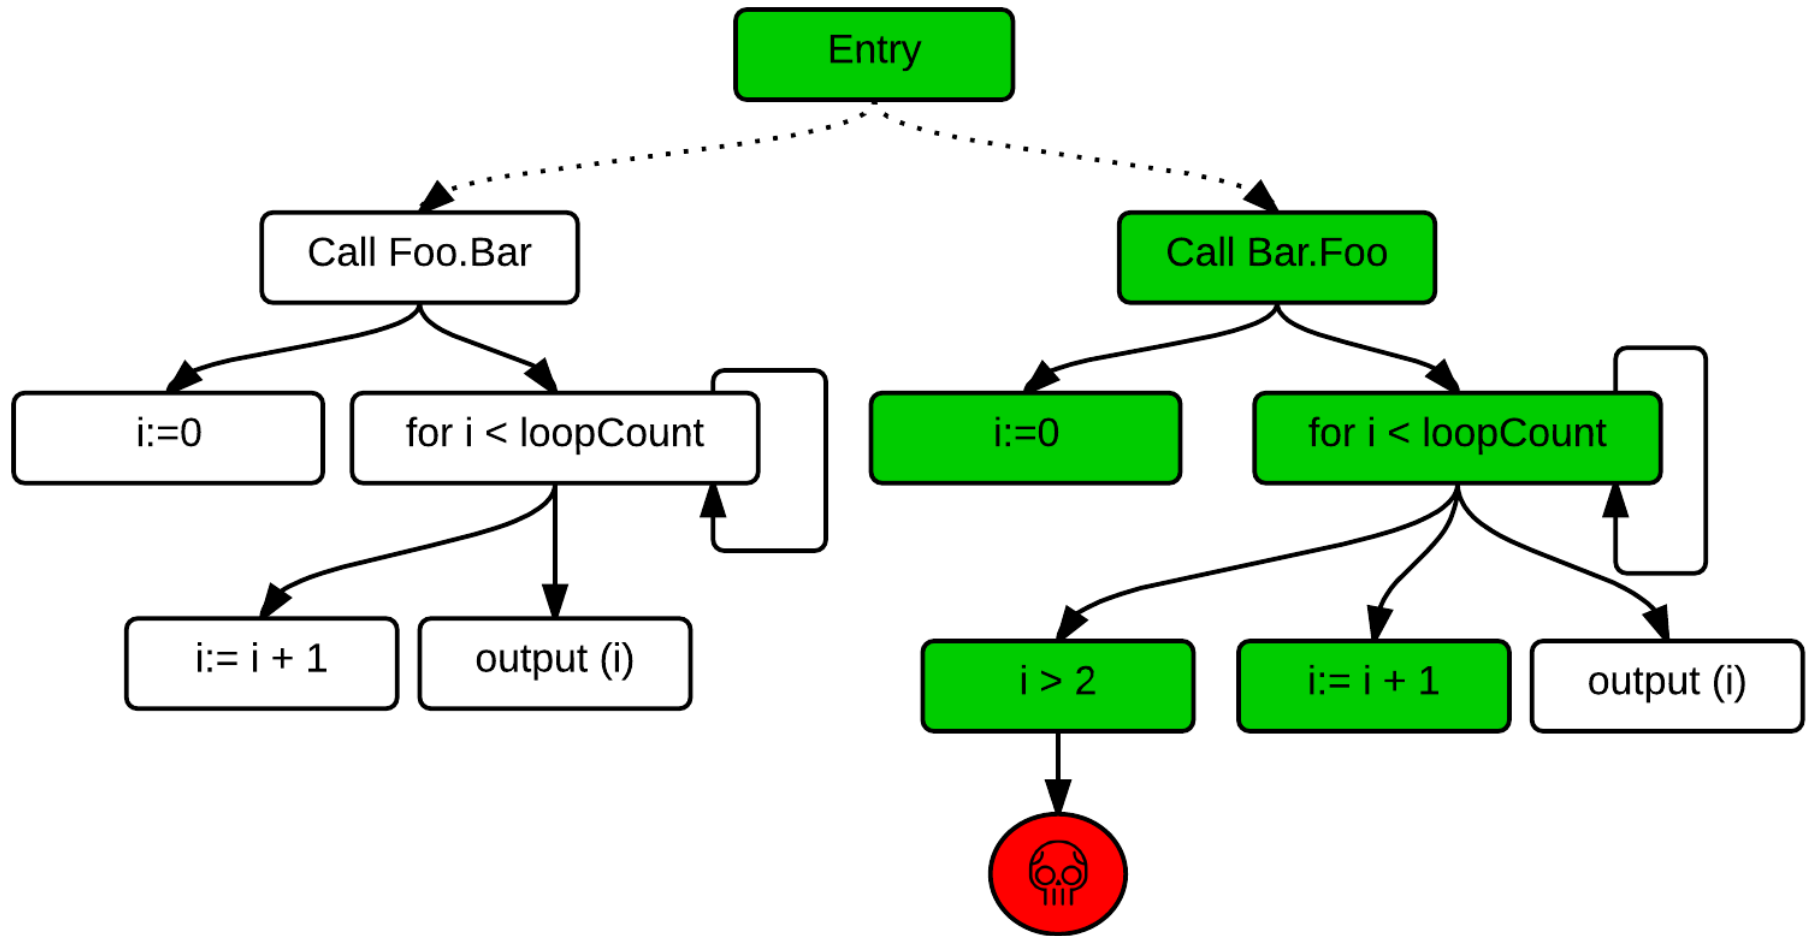 Entry
Call Foo.Bar
Call Bar.Foo
i:=0
for i < loopCount
i:=0
for i < loopCount
i:= i + 1
output (i)
i > 2
i:= i + 1
output (i)